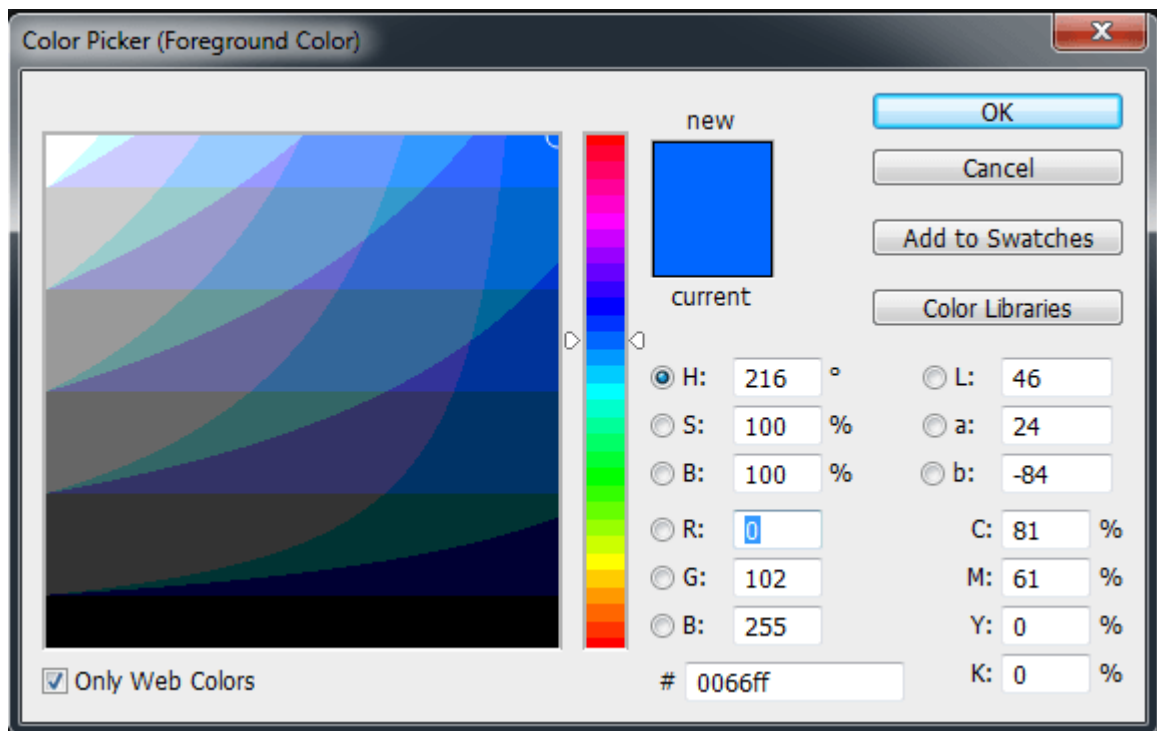 Color Picker (Foreground Color)
new
current
OK
Cancel
Add to Swatches
Color Libraries
H: 216 °
S: 100 %
B: 100 %
R: 0
G: 102
B: 255
# 0066ff
L: 46
a: 24
b: -84
C: 81 %
M: 61 %
Y: 0 %
K: 0 %
Only Web Colors